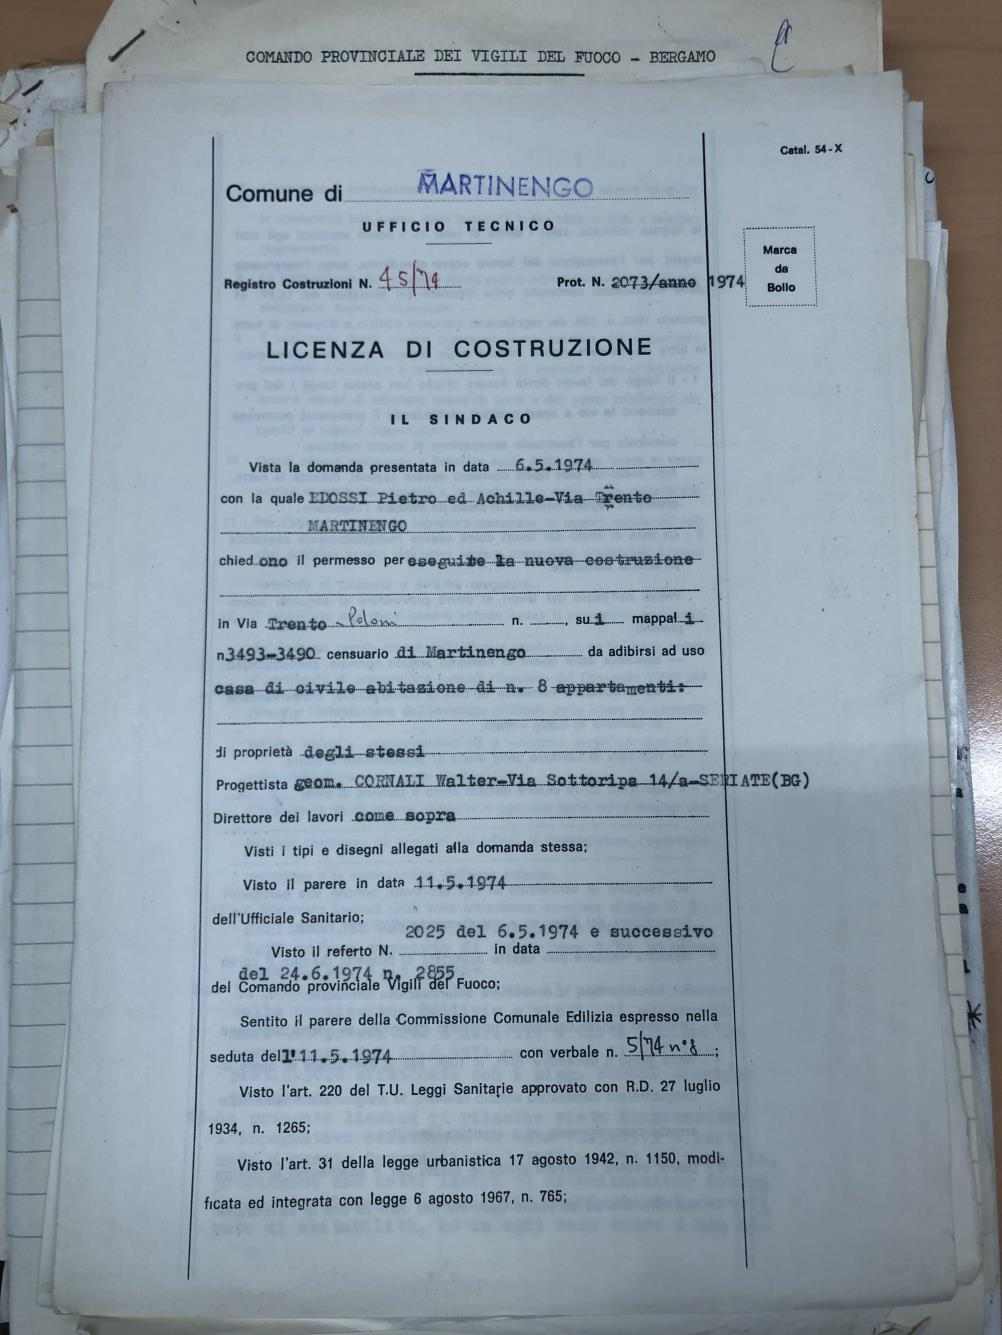 COMANDO PROVINCIALE DEI VIGILI DEL FUOCO - BERGAMO
Catal. 54-X
Comune di MARTINENGO
UFFICIO TECNICO
Marca
da
Bollo
Registro Costruzioni N. 45/74 Prot. N. 2073/anno 1974
LICENZA DI COSTRUZIONE
IL SINDACO
Vista la domanda presentata in data 6.5.1974
con la quale EDOSSI Pietro ed Achille-Via Trento
MARTINENGO
chied ono il permesso per eseguite la nuova costruzione
in Via Trento - Poloni n. , su i mappal i
n 3493-3490 censuario di Martinengo da adibirsi ad uso
casa di civile abitazione di n. 8 appartamenti:
di proprietà degli stessi
Progettista geom. CORNALI Walter-Via Sottoripa 14/a-SERIATE(BG)
Direttore dei lavori come sopra
Visti i tipi e disegni allegati alla domanda stessa;
Visto il parere in data 11.5.1974
dell'Ufficiale Sanitario;
2025 del 6.5.1974 e successivo
Visto il referto N. in data
del 24.6.1974 n. 2855
del Comando provinciale Vigili del Fuoco;
Sentito il parere della Commissione Comunale Edilizia espresso nella
seduta dell'11.5.1974 con verbale n. 5/74 n° 8 ;
Visto l'art. 220 del T.U. Leggi Sanitarie approvato con R.D. 27 luglio
1934, n. 1265;
Visto l'art. 31 della legge urbanistica 17 agosto 1942, n. 1150, modi-
ficata ed integrata con legge 6 agosto 1967, n. 765;